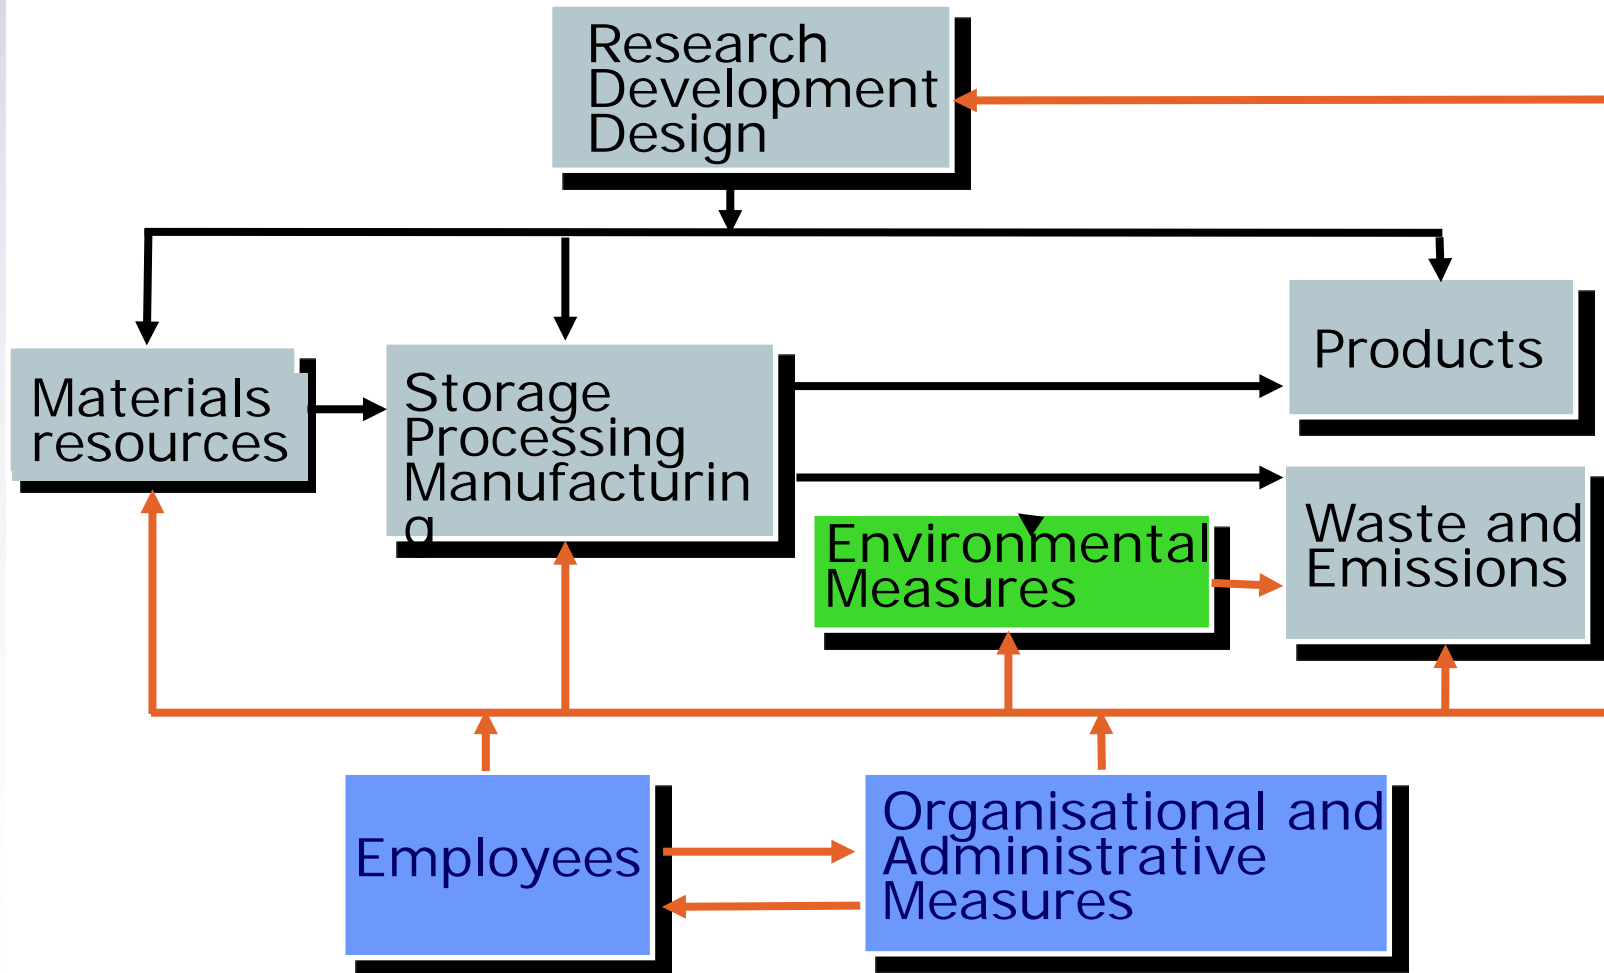 Research
Development
Design
Products
Materials
resources
Storage
Processing
Manufacturin
g
Environmental
Measures
Waste and
Emissions
Employees
Organisational and
Administrative
Measures